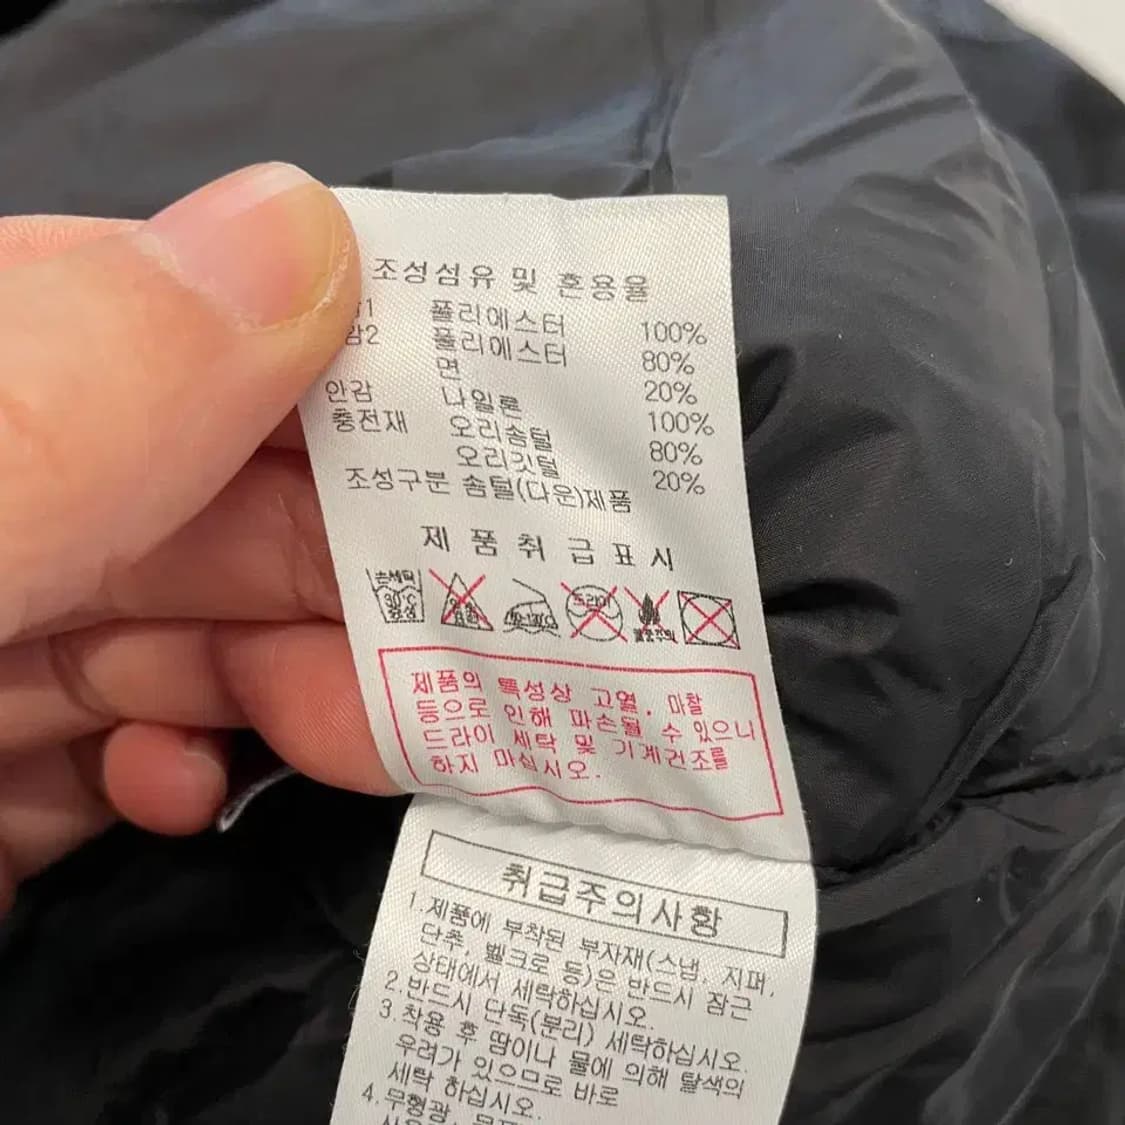 조성섬유 및 혼용율
감1 폴리에스터 100%
감2 폴리에스터 80%
면 20%
안감 나일론 100%
충전재 오리솜털 80%
오리깃털 20%
조성구분 솜털(다운)제품
제 품 취 급 표 시
손세탁 30℃ 중성
드라이
불꽃주의
제품의 특성상 고열, 마찰
등으로 인해 파손될 수 있으니
드라이 세탁 및 기계건조를
하지 마십시오.
취급주의사항
1.제품에 부착된 부자재(스냅, 지퍼,
단추, 벨크로 등)은 반드시 잠근
상태에서 세탁하십시오.
2.반드시 단독(분리) 세탁하십시오.
3.착용 후 땀이나 물에 의해 탈색의
우려가 있으므로 바로
세탁 하십시오.
4.무형광,